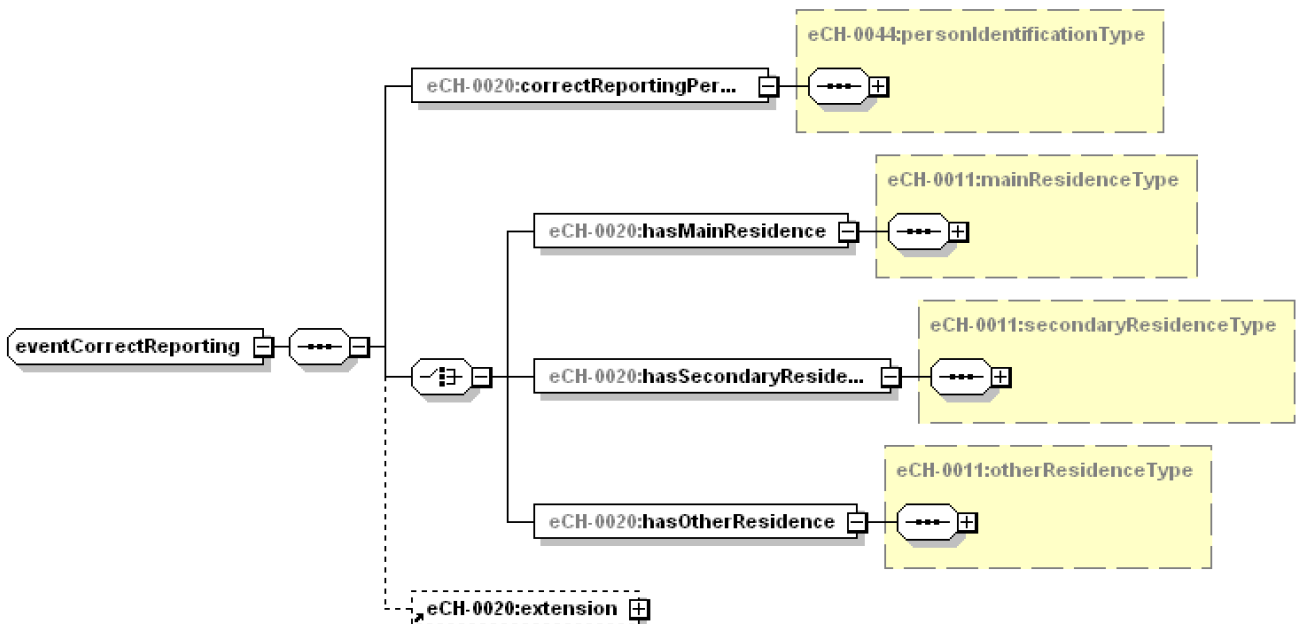 eCH-0044:personIdentificationType
eCH-0020:correctReportingPer...
eCH-0011:mainResidenceType
eCH-0020:hasMainResidence
eCH-0011:secondaryResidenceType
eventCorrectReporting
eCH-0020:hasSecondaryReside...
eCH-0011:otherResidenceType
eCH-0020:hasOtherResidence
eCH-0020:extension